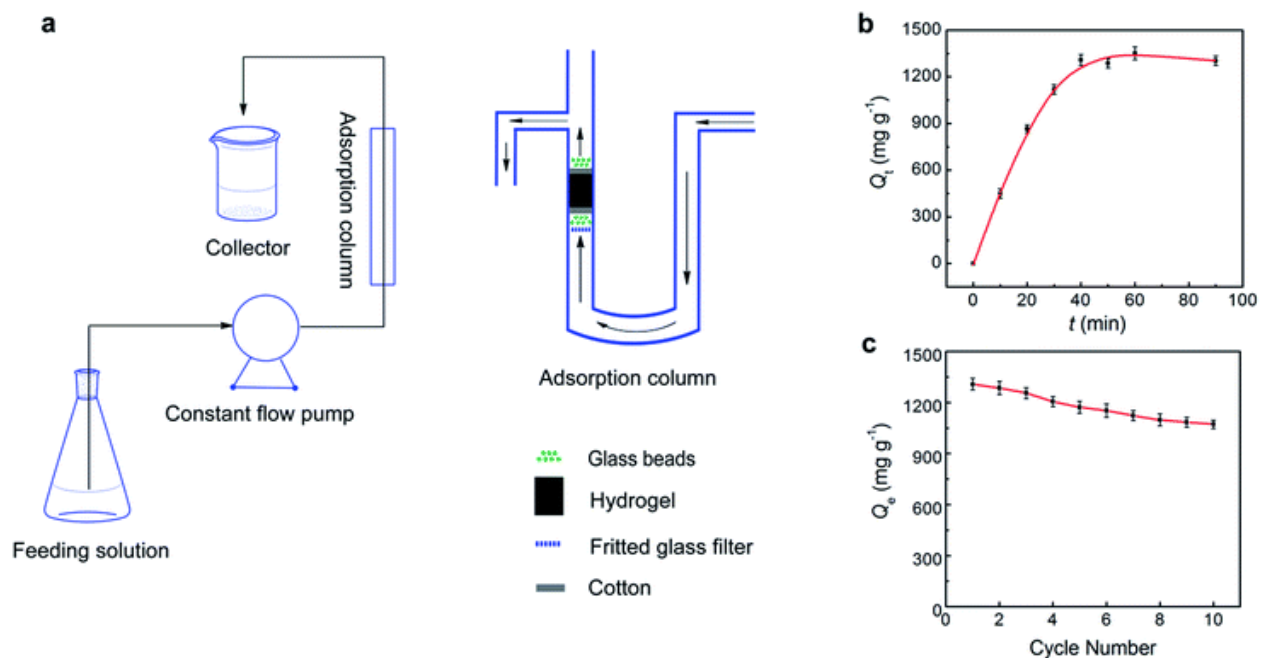 a
Collector
Adsorption column
Constant flow pump
Feeding solution
Adsorption column
Glass beads
Hydrogel
Fritted glass filter
Cotton
b
1500
1200
900
600
300
0
Qt (mg g-1)
0 20 40 60 80 100
t (min)
c
1500
1200
900
600
300
0
Qe (mg g-1)
0 2 4 6 8 10
Cycle Number